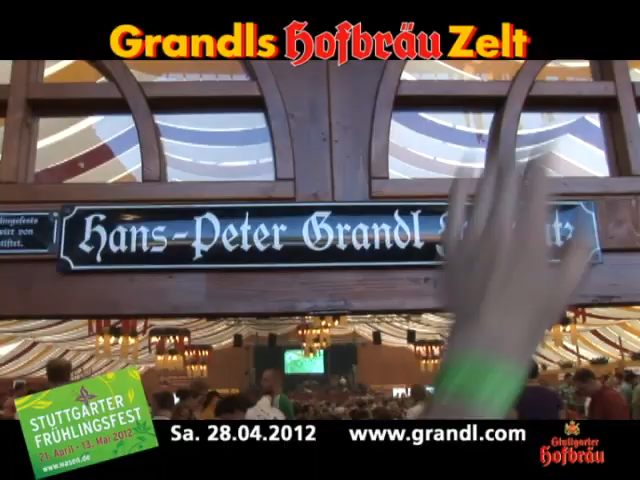 Grandls Hofbräu Zelt
Hans-Peter Grandl
STUTTGARTER
FRÜHLINGSFEST
21. April - 13. Mai 2012
www.wasen.de
Sa. 28.04.2012 www.grandl.com
Stuttgarter
Hofbräu